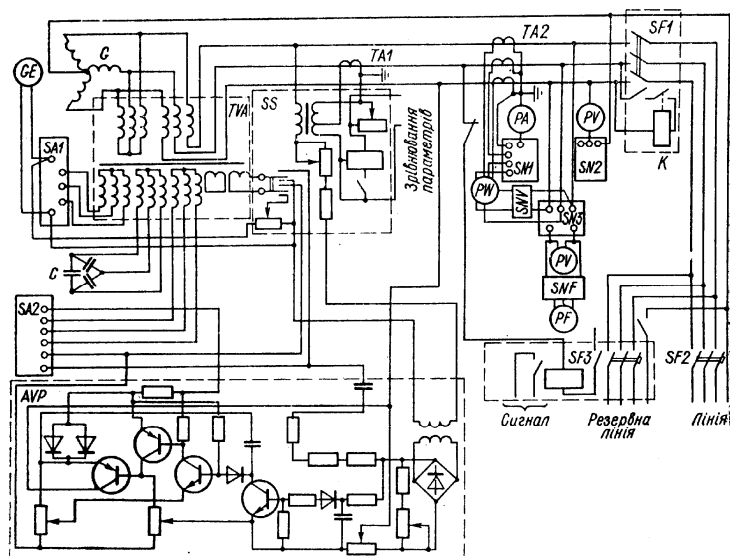 G
GE
TVA
SS
TA1
TA2
SF1
SA1
PA
PV
K
SN1
SN2
PW
SNV
SN3
PV
SNF
PF
Зрівнювання
параметрів
C
SA2
SF3
SF2
Сигнал
Резервна
лінія
Лінія
AVP